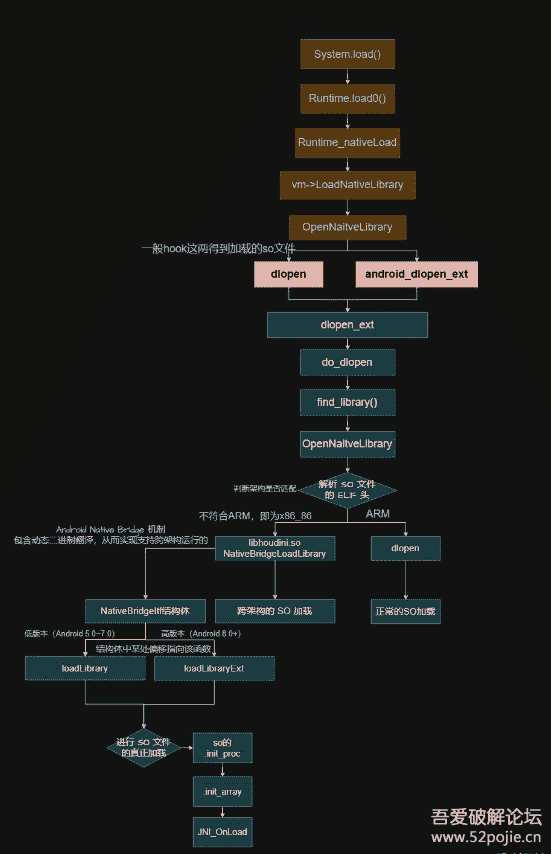 System.load()
Runtime.load0()
Runtime_nativeLoad
vm->LoadNativeLibrary
OpenNaitveLibrary
一般hook这两得到加载的so文件
dlopen
android_dlopen_ext
dlopen_ext
do_dlopen
find_library()
OpenNaitveLibrary
判断架构是否匹配
解析 SO 文件
的 ELF 头
不符合ARM，即为x86_86
ARM
Android Native Bridge 机制
包含动态二进制翻译，从而实现支持跨架构运行的
libhoudini.so
NativeBridgeLoadLibrary
dlopen
NativeBridgeItf结构体
跨架构的 SO 加载
正常的SO加载
低版本（Android 5.0~7.0）
高版本（Android 8.0+）
结构体中某处偏移指向该函数
loadLibrary
loadLibraryExt
进行 SO 文件
的真正加载
so的
.init_proc
.init_array
JNI_OnLoad
吾爱破解论坛
www.52pojie.cn